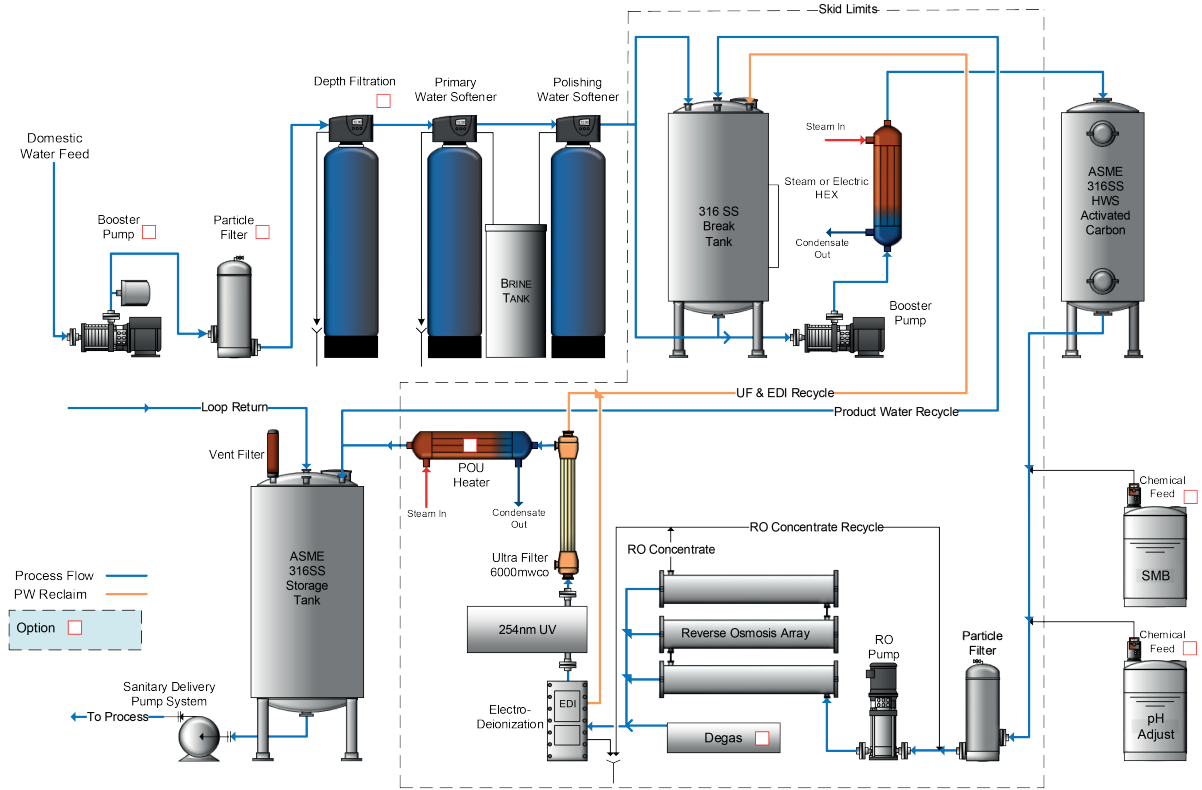 Skid Limits
Depth Filtration
Primary
Water Softener
Polishing
Water Softener
Domestic
Water Feed
Steam In
Steam or Electric
HEX
Condensate
Out
316 SS
Break
Tank
ASME
316SS
HWS
Activated
Carbon
Booster
Pump
Particle
Filter
BRINE
TANK
Booster
Pump
UF & EDI Recycle
Loop Return
Product Water Recycle
Vent Filter
POU
Heater
Steam In
Condensate
Out
Chemical
Feed
SMB
RO Concentrate Recycle
RO Concentrate
ASME
316SS
Storage
Tank
Ultra Filter
6000mwco
Process Flow
PW Reclaim
Option
254nm UV
Reverse Osmosis Array
RO
Pump
Particle
Filter
Chemical
Feed
pH
Adjust
Sanitary Delivery
Pump System
To Process
Electro-
Deionization
EDI
Degas